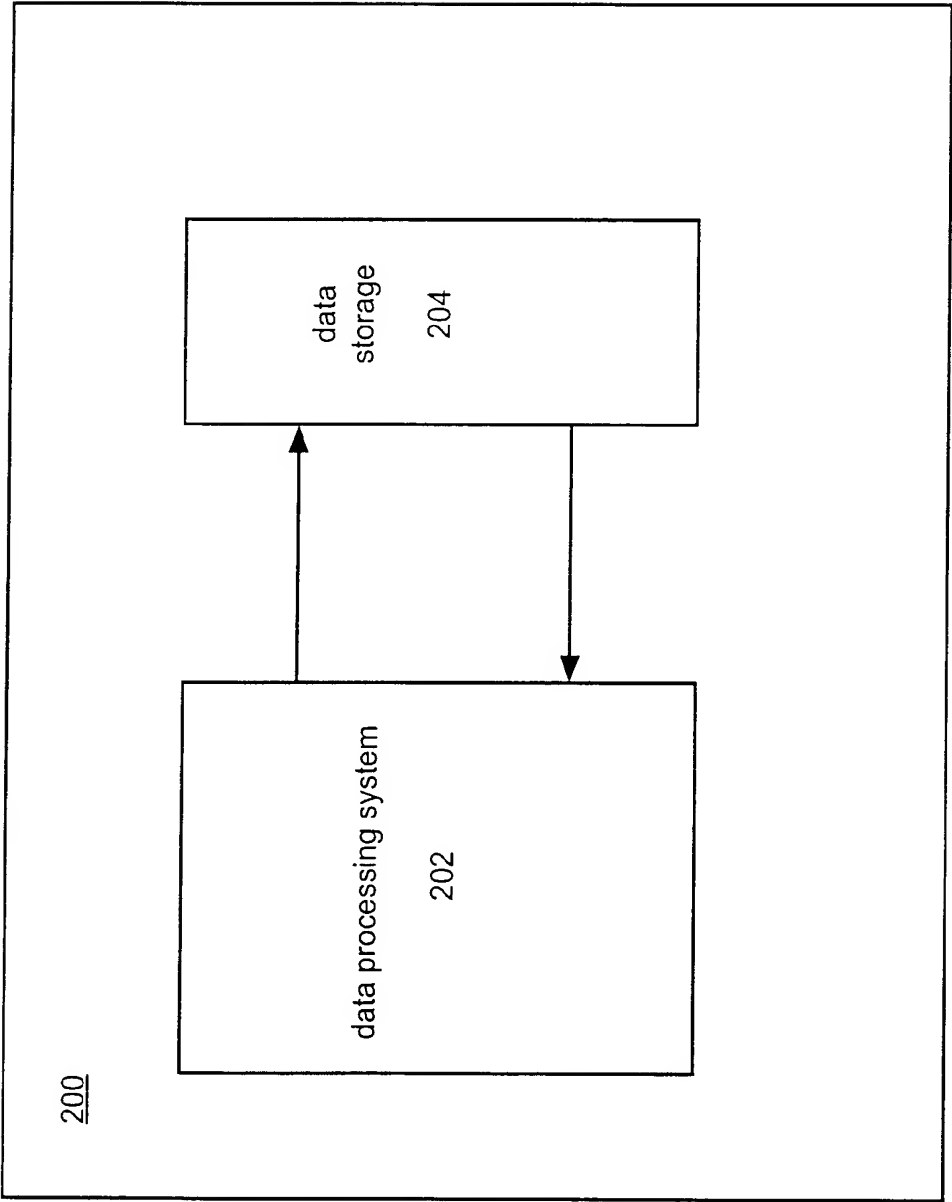 200
data processing system
202
data
storage
204